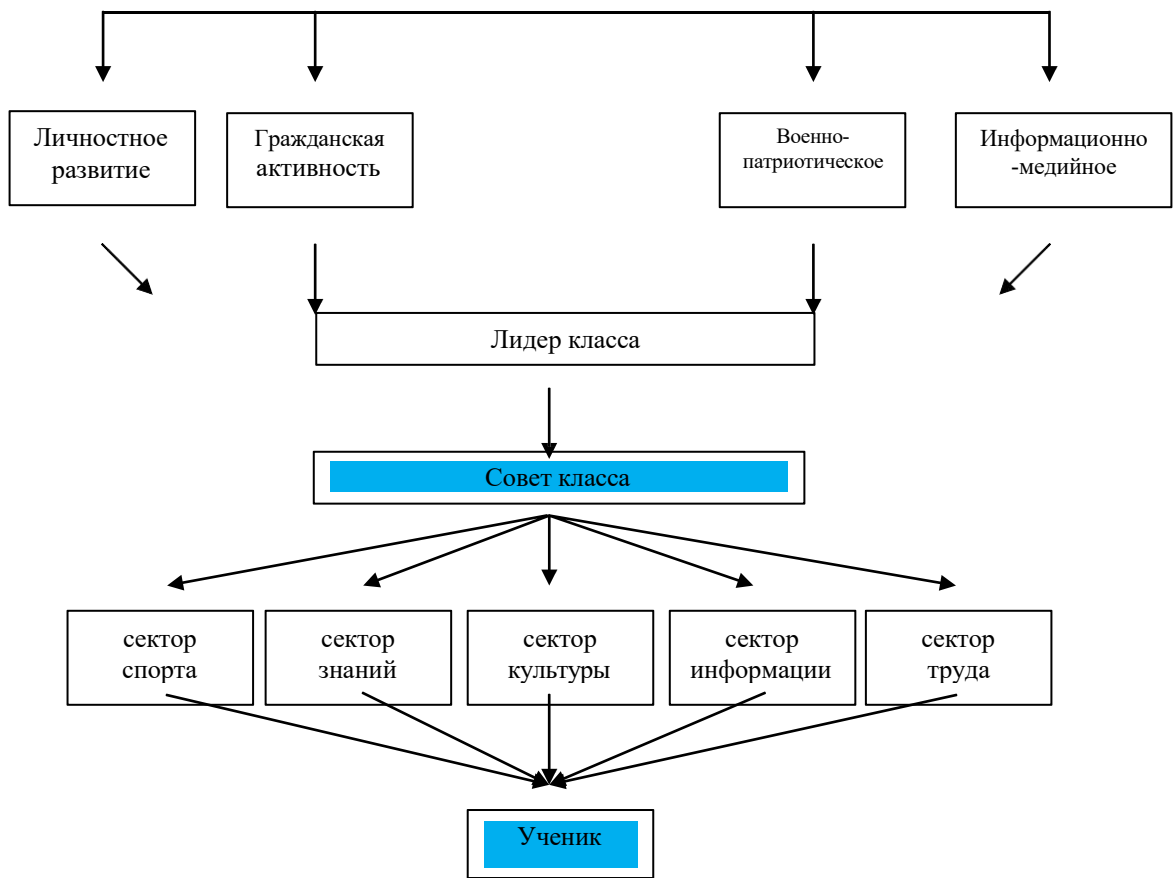 Личностное
развитие
Гражданская
активность
Военно-
патриотическое
Информационно
-медийное
Лидер класса
Совет класса
сектор
спорта
сектор
знаний
сектор
культуры
сектор
информации
сектор
труда
Ученик